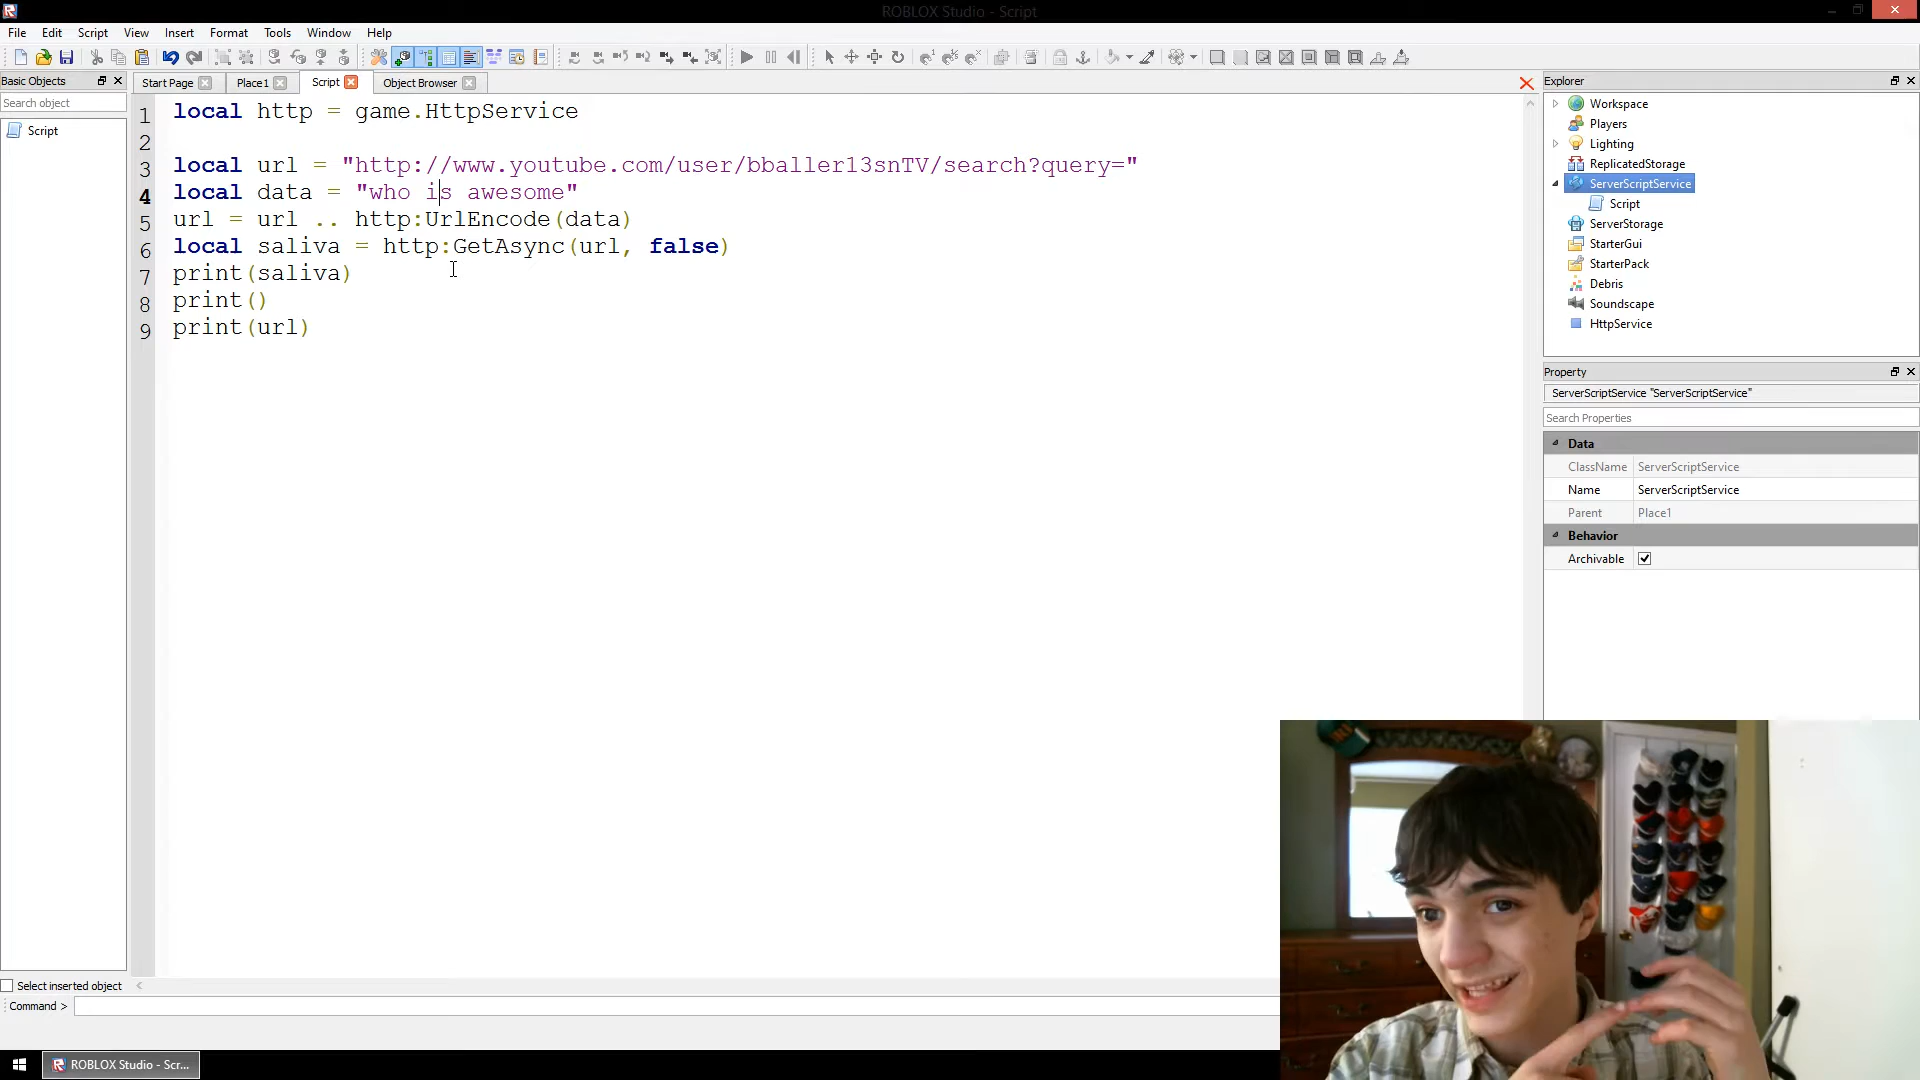 ROBLOX Studio - Script
File Edit Script View Insert Format Tools Window Help
Basic Objects
Search object
Script
Start Page Place1 Script Object Browser
1 local http = game.HttpService
2
3 local url = "http://www.youtube.com/user/bballer13snTV/search?query="
4 local data = "who is awesome"
5 url = url .. http:UrlEncode(data)
6 local saliva = http:GetAsync(url, false)
7 print(saliva)
8 print()
9 print(url)
Explorer
Workspace
Players
Lighting
ReplicatedStorage
ServerScriptService
Script
ServerStorage
StarterGui
StarterPack
Debris
Soundscape
HttpService
Property
ServerScriptService "ServerScriptService"
Search Properties
Data
ClassName ServerScriptService
Name ServerScriptService
Parent Place1
Behavior
Archivable
Select inserted object
Command >
ROBLOX Studio - Scr...